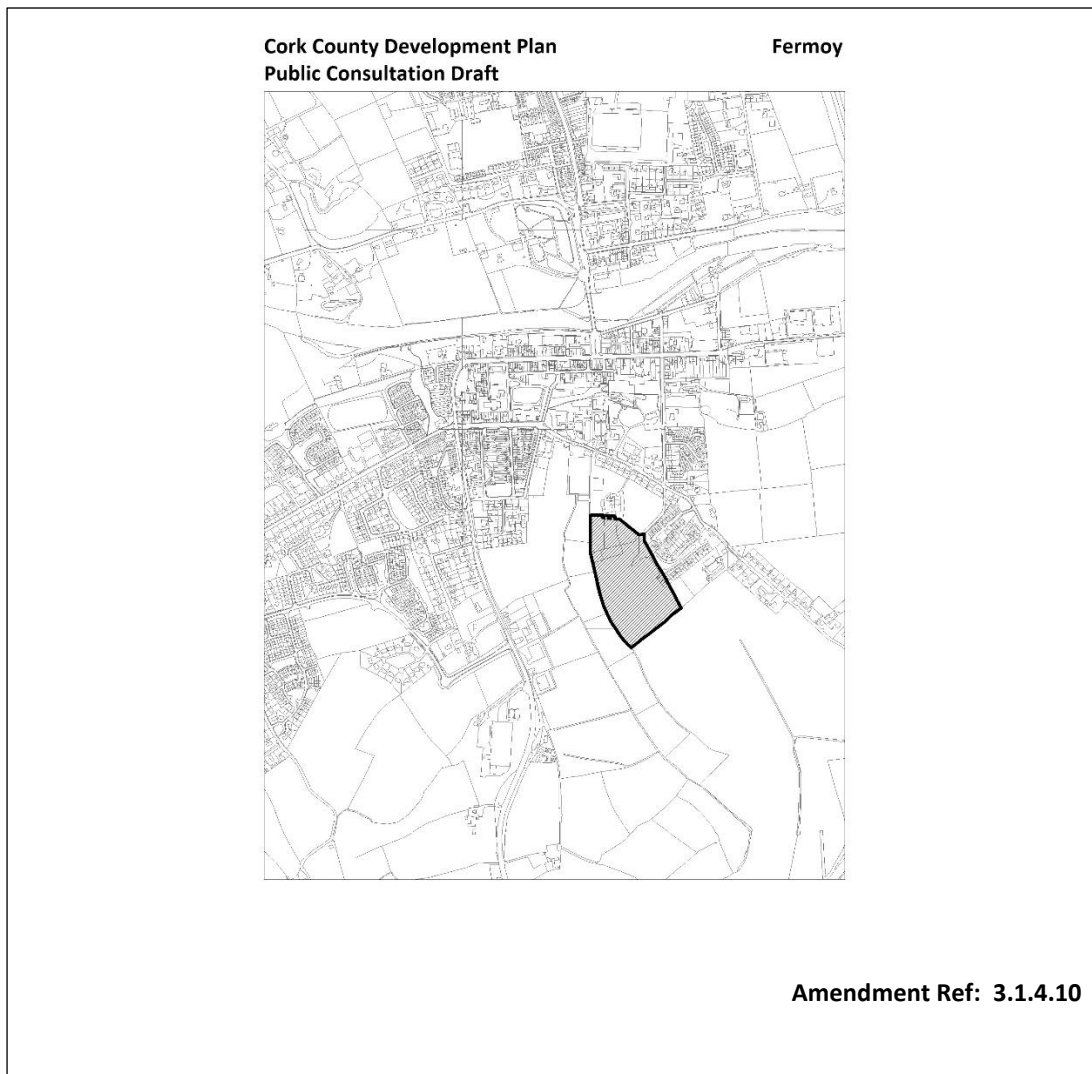 Cork County Development Plan Fermoy
Public Consultation Draft
Amendment Ref: 3.1.4.10